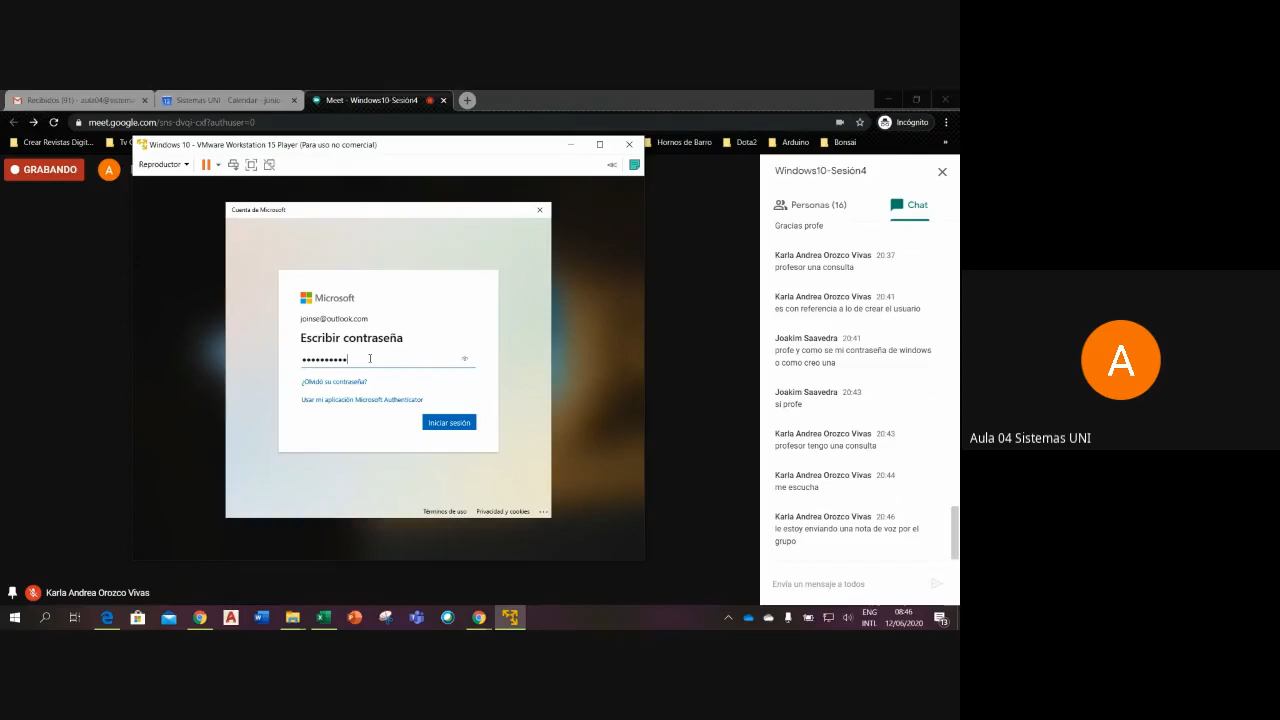 Recibidos (91) - aula04@sistema
Sistemas UNI - Calendar - junio
Meet - Windows10-Sesión4
meet.google.com/sns-dvqi-cxf?authuser=0
Incógnito
Crear Revistas Digit...
Tv
Hornos de Barro
Dota2
Arduino
Bonsai
»
Windows 10 - VMware Workstation 15 Player (Para uso no comercial)
Reproductor
GRABANDO
A
Cuenta de Microsoft
Microsoft
joinse@outlook.com
Escribir contraseña
¿Olvidó su contraseña?
Usar mi aplicación Microsoft Authenticator
Iniciar sesión
Términos de uso
Privacidad y cookies
...
Windows10-Sesión4
Personas (16)
Chat
Gracias profe
Karla Andrea Orozco Vivas 20:37
profesor una consulta
Karla Andrea Orozco Vivas 20:41
es con referencia a lo de crear el usuario
Joakim Saavedra 20:41
profe y como se mi contraseña de windows
o como creo una
Joakim Saavedra 20:43
si profe
Karla Andrea Orozco Vivas 20:43
profesor tengo una consulta
Karla Andrea Orozco Vivas 20:44
me escucha
Karla Andrea Orozco Vivas 20:46
le estoy enviando una nota de voz por el
grupo
Envía un mensaje a todos
Karla Andrea Orozco Vivas
ENG
INTL
08:46
12/06/2020
13
A
Aula 04 Sistemas UNI